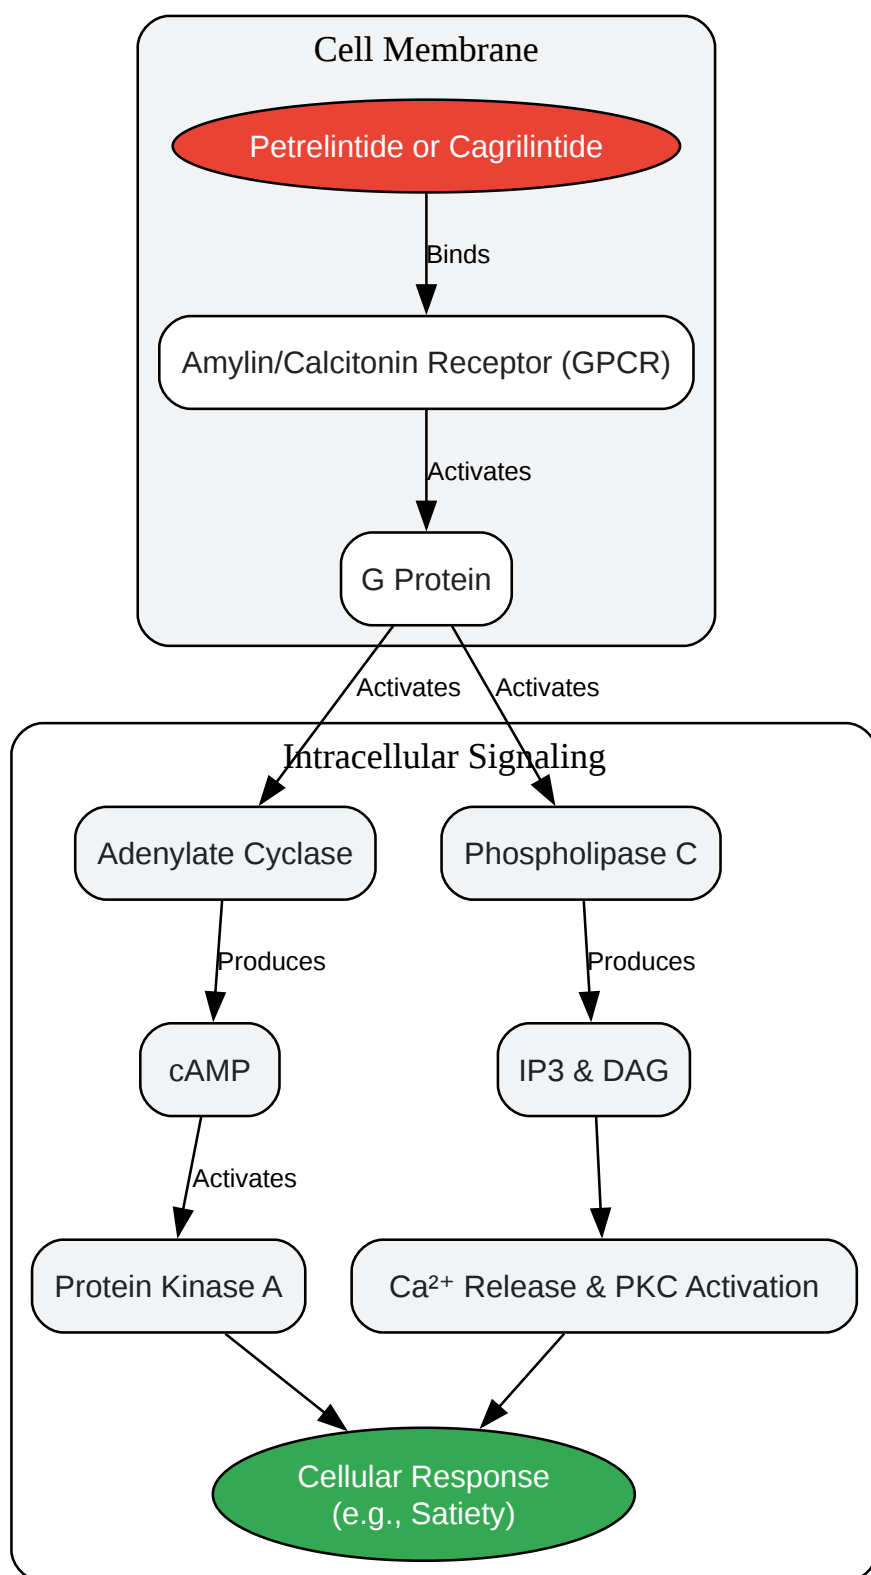 Cell Membrane
Petrelintide or Cagrilintide
Binds
Amylin/Calcitonin Receptor (GPCR)
Activates
G Protein
Activates
Activates
Intracellular Signaling
Adenylate Cyclase
Phospholipase C
Produces
Produces
cAMP
IP3 & DAG
Activates
Protein Kinase A
Ca²⁺ Release & PKC Activation
Cellular Response
(e.g., Satiety)